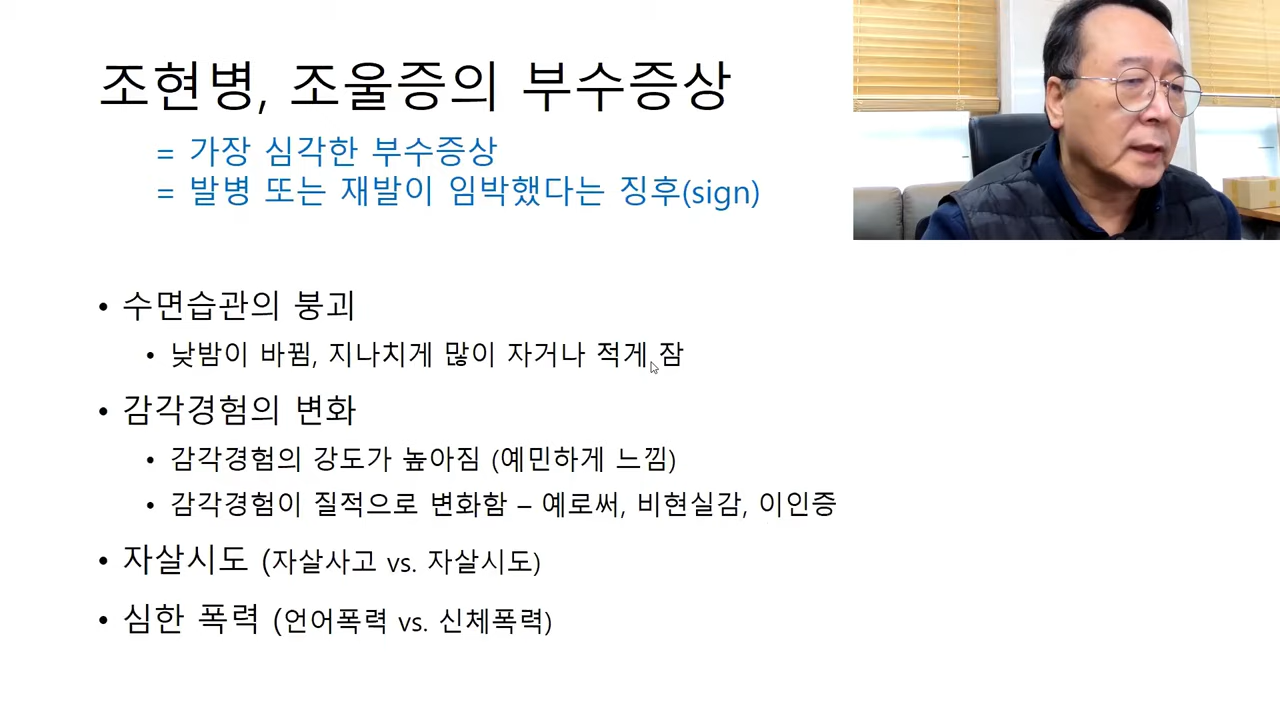 조현병, 조울증의 부수증상
= 가장 심각한 부수증상
= 발병 또는 재발이 임박했다는 징후(sign)
• 수면습관의 붕괴
• 낮밤이 바뀜, 지나치게 많이 자거나 적게 잠
• 감각경험의 변화
• 감각경험의 강도가 높아짐 (예민하게 느낌)
• 감각경험이 질적으로 변화함 – 예로써, 비현실감, 이인증
• 자살시도 (자살사고 vs. 자살시도)
• 심한 폭력 (언어폭력 vs. 신체폭력)